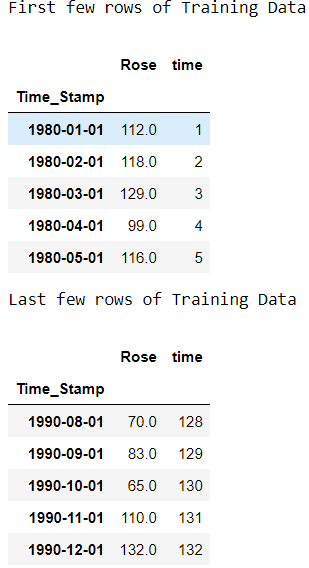 First few rows of Training Data
Rose time
Time_Stamp
1980-01-01 112.0 1
1980-02-01 118.0 2
1980-03-01 129.0 3
1980-04-01 99.0 4
1980-05-01 116.0 5
Last few rows of Training Data
Rose time
Time_Stamp
1990-08-01 70.0 128
1990-09-01 83.0 129
1990-10-01 65.0 130
1990-11-01 110.0 131
1990-12-01 132.0 132